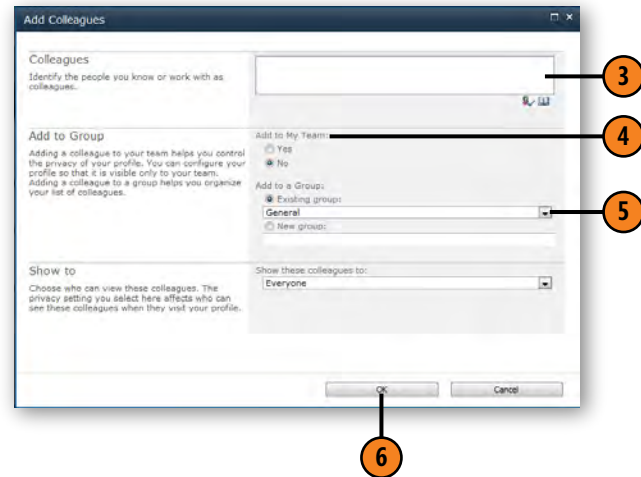 Add Colleagues
Colleagues
Identify the people you know or work with as
colleagues.
3
Add to Group
Adding a colleague to your team helps you control
the privacy of your profile. You can configure your
profile so that it is visible only to your team.
Adding a colleague to a group helps you organize
your list of colleagues.
Add to My Team:
Yes
No
4
Add to a Group:
Existing group:
General
New group:
5
Show to
Choose who can view these colleagues. The
privacy setting you select here affects who can
see these colleagues when they visit your profile.
Show these colleagues to:
Everyone
OK
Cancel
6